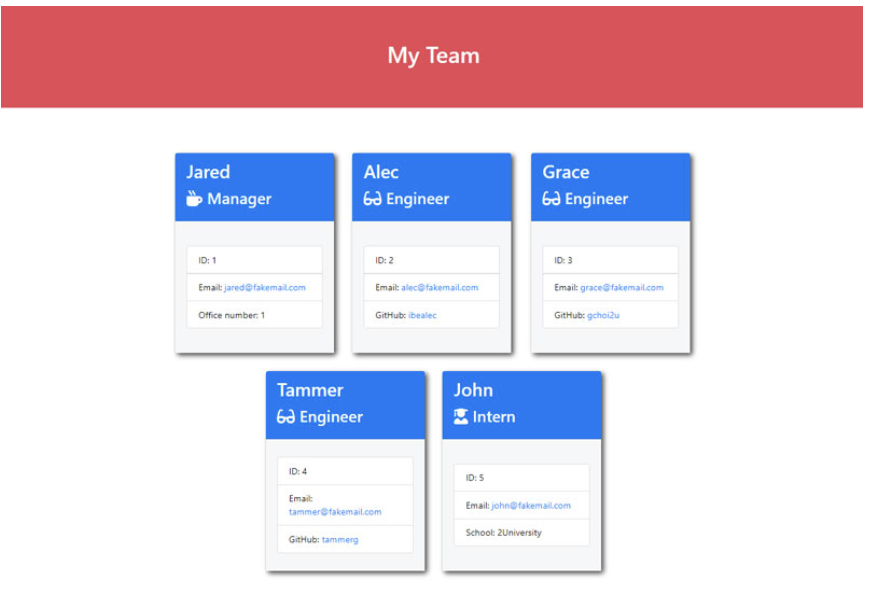 My Team
Jared
Manager
ID: 1
Email: jared@fakemail.com
Office number: 1
Alec
Engineer
ID: 2
Email: alec@fakemail.com
GitHub: ibealec
Grace
Engineer
ID: 3
Email: grace@fakemail.com
GitHub: gchoi2u
Tammer
Engineer
ID: 4
Email:
tammer@fakemail.com
GitHub: tammerg
John
Intern
ID: 5
Email: john@fakemail.com
School: 2University